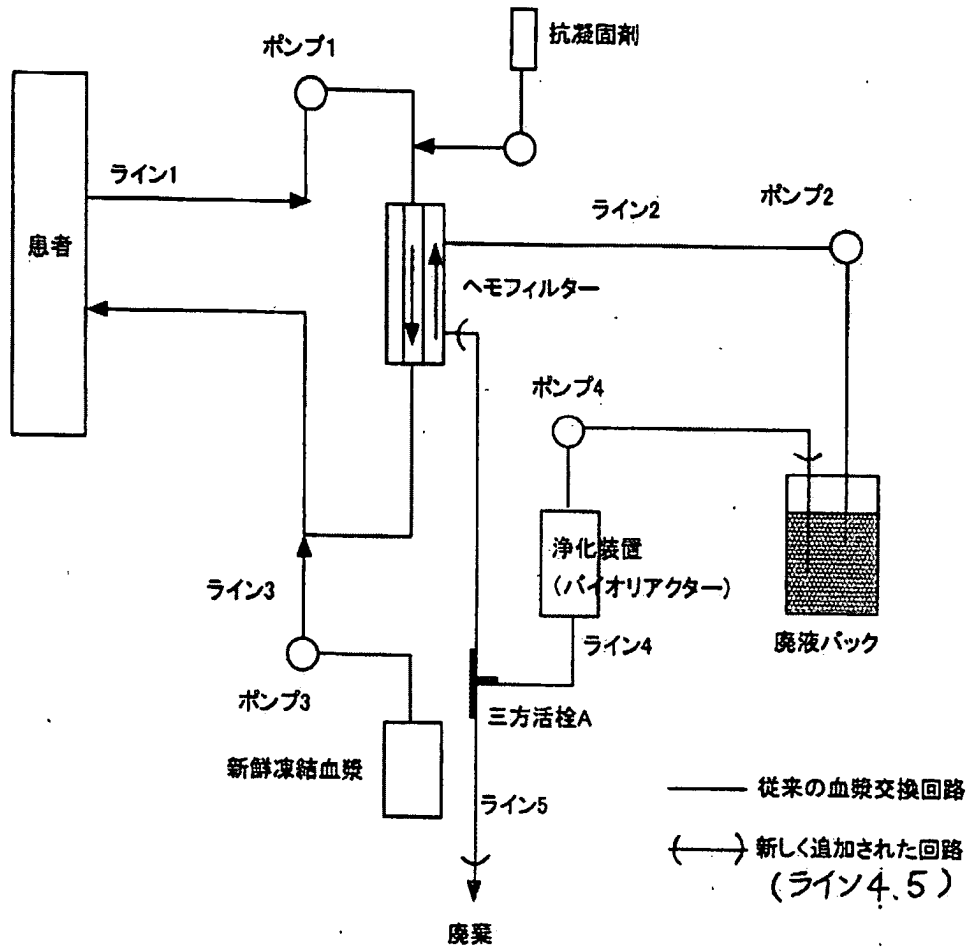 抗凝固剤
ポンプ1
ライン1
患者
ライン2
ポンプ2
ヘモフィルター
ポンプ4
浄化装置
(バイオリアクター)
ライン4
廃液パック
ライン3
ポンプ3
三方活栓A
新鮮凍結血漿
ライン5
従来の血漿交換回路
新しく追加された回路
(ライン4.5)
廃棄